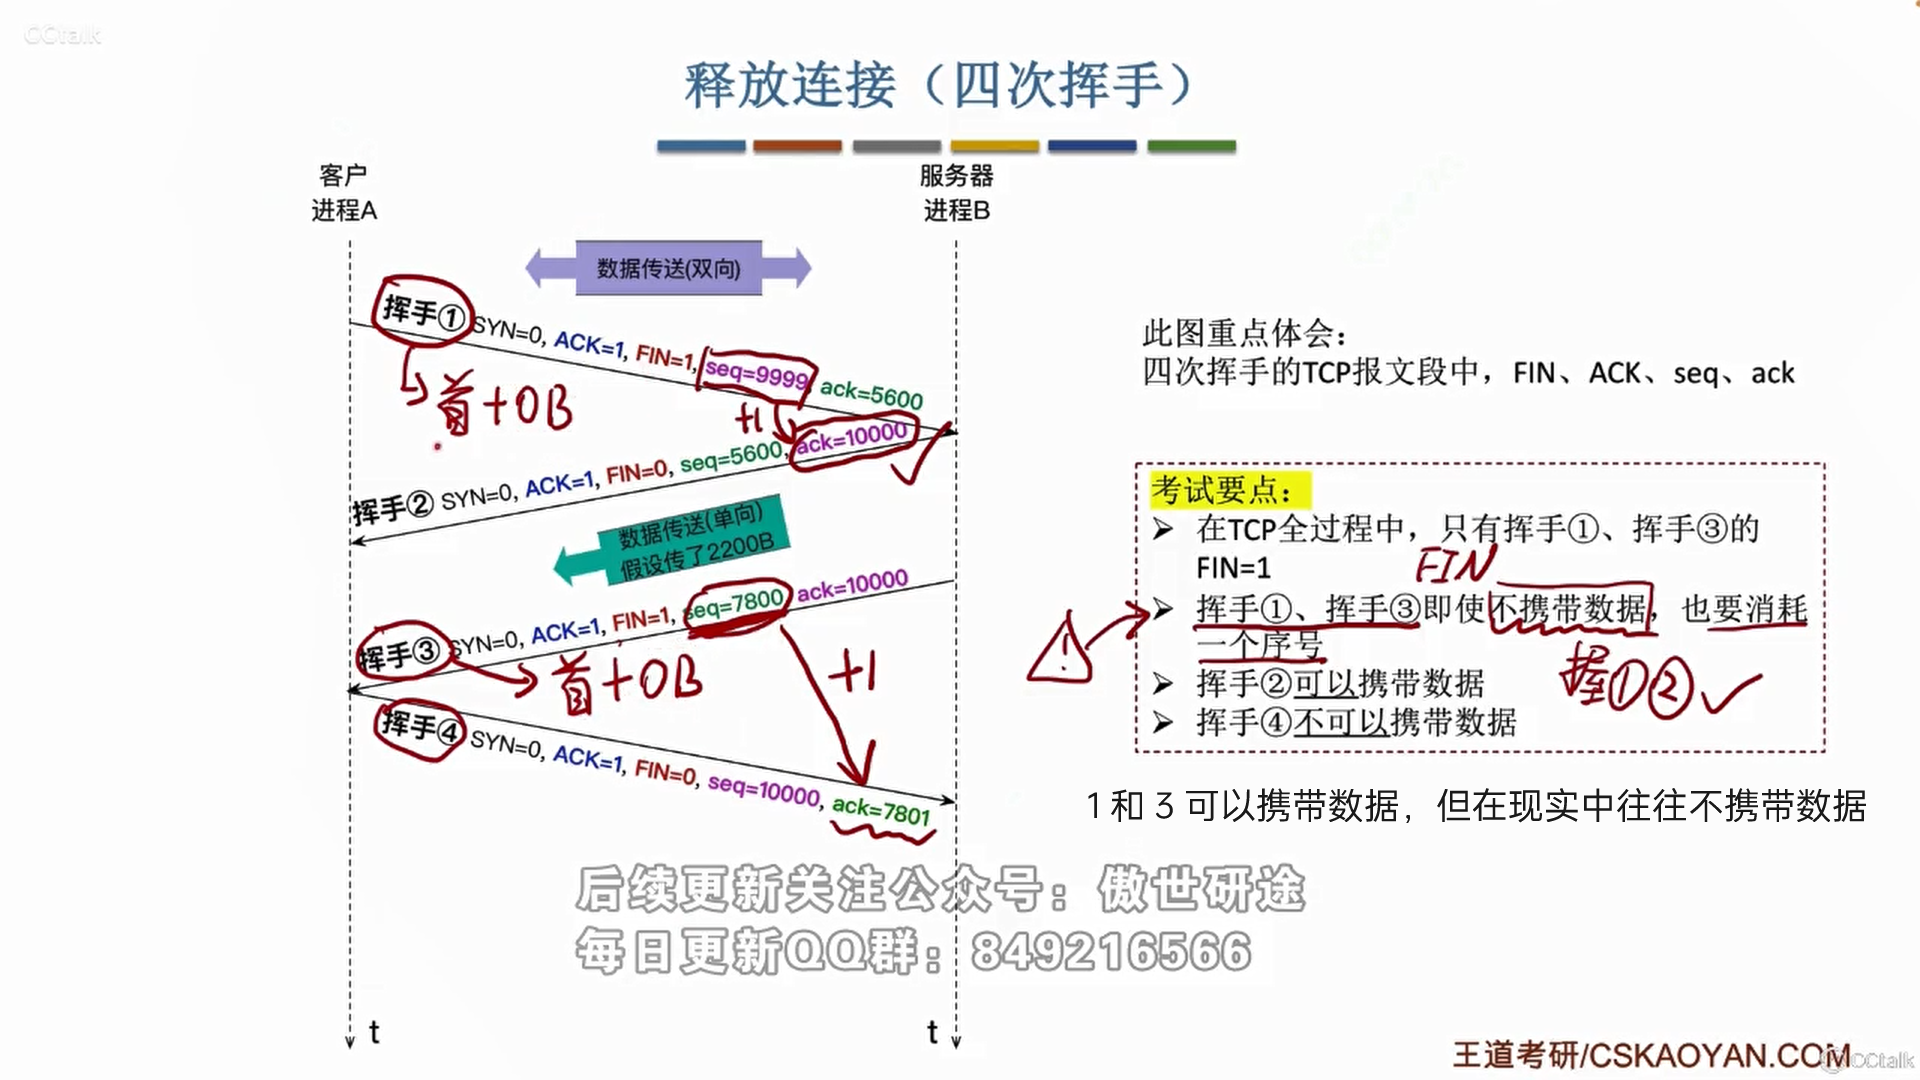 CCtalk
释放连接（四次挥手）
客户
进程A
服务器
进程B
数据传送(双向)
挥手① SYN=0, ACK=1, FIN=1, seq=9999, ack=5600
首+0B
+1
挥手② SYN=0, ACK=1, FIN=0, seq=5600, ack=10000
数据传送(单向)
假设传了2200B
挥手③ SYN=0, ACK=1, FIN=1, seq=7800, ack=10000
首+0B
+1
挥手④ SYN=0, ACK=1, FIN=0, seq=10000, ack=7801
t
t
此图重点体会：
四次挥手的TCP报文段中，FIN、ACK、seq、ack
考试要点：
➢ 在TCP全过程中，只有挥手①、挥手③的
FIN=1
FIN
➢ 挥手①、挥手③即使不携带数据，也要消耗
一个序号
握①②✓
➢ 挥手②可以携带数据
➢ 挥手④不可以携带数据
1 和 3 可以携带数据，但在现实中往往不携带数据
后续更新关注公众号：傲世研途
每日更新QQ群：849216566
王道考研/CSKAOYAN.COM
CCtalk